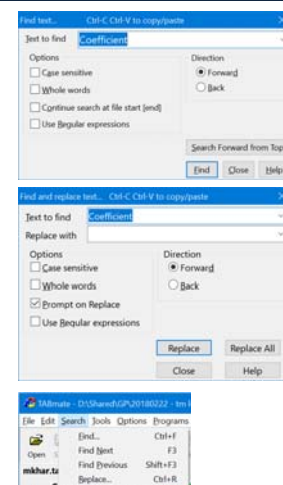 Find text... Ctrl-C Ctrl-V to copy/paste
Text to find Coefficient
Options Direction
Case sensitive Forward
Whole words Back
Continue search at file start [end]
Use Regular expressions
Search Forward from Top
Find Close Help
Find and replace text... Ctrl-C Ctrl-V to copy/paste
Text to find Coefficient
Replace with
Options Direction
Case sensitive Forward
Whole words Back
Prompt on Replace
Use Regular expressions
Replace Replace All
Close Help
TABmate - D:\Shared\GP\20180222 - tm
File Edit Search Tools Options Programs
Find... Ctrl+F
Open Find Next F3
mkhar.ta Find Previous Shift+F3
Replace... Ctrl+R